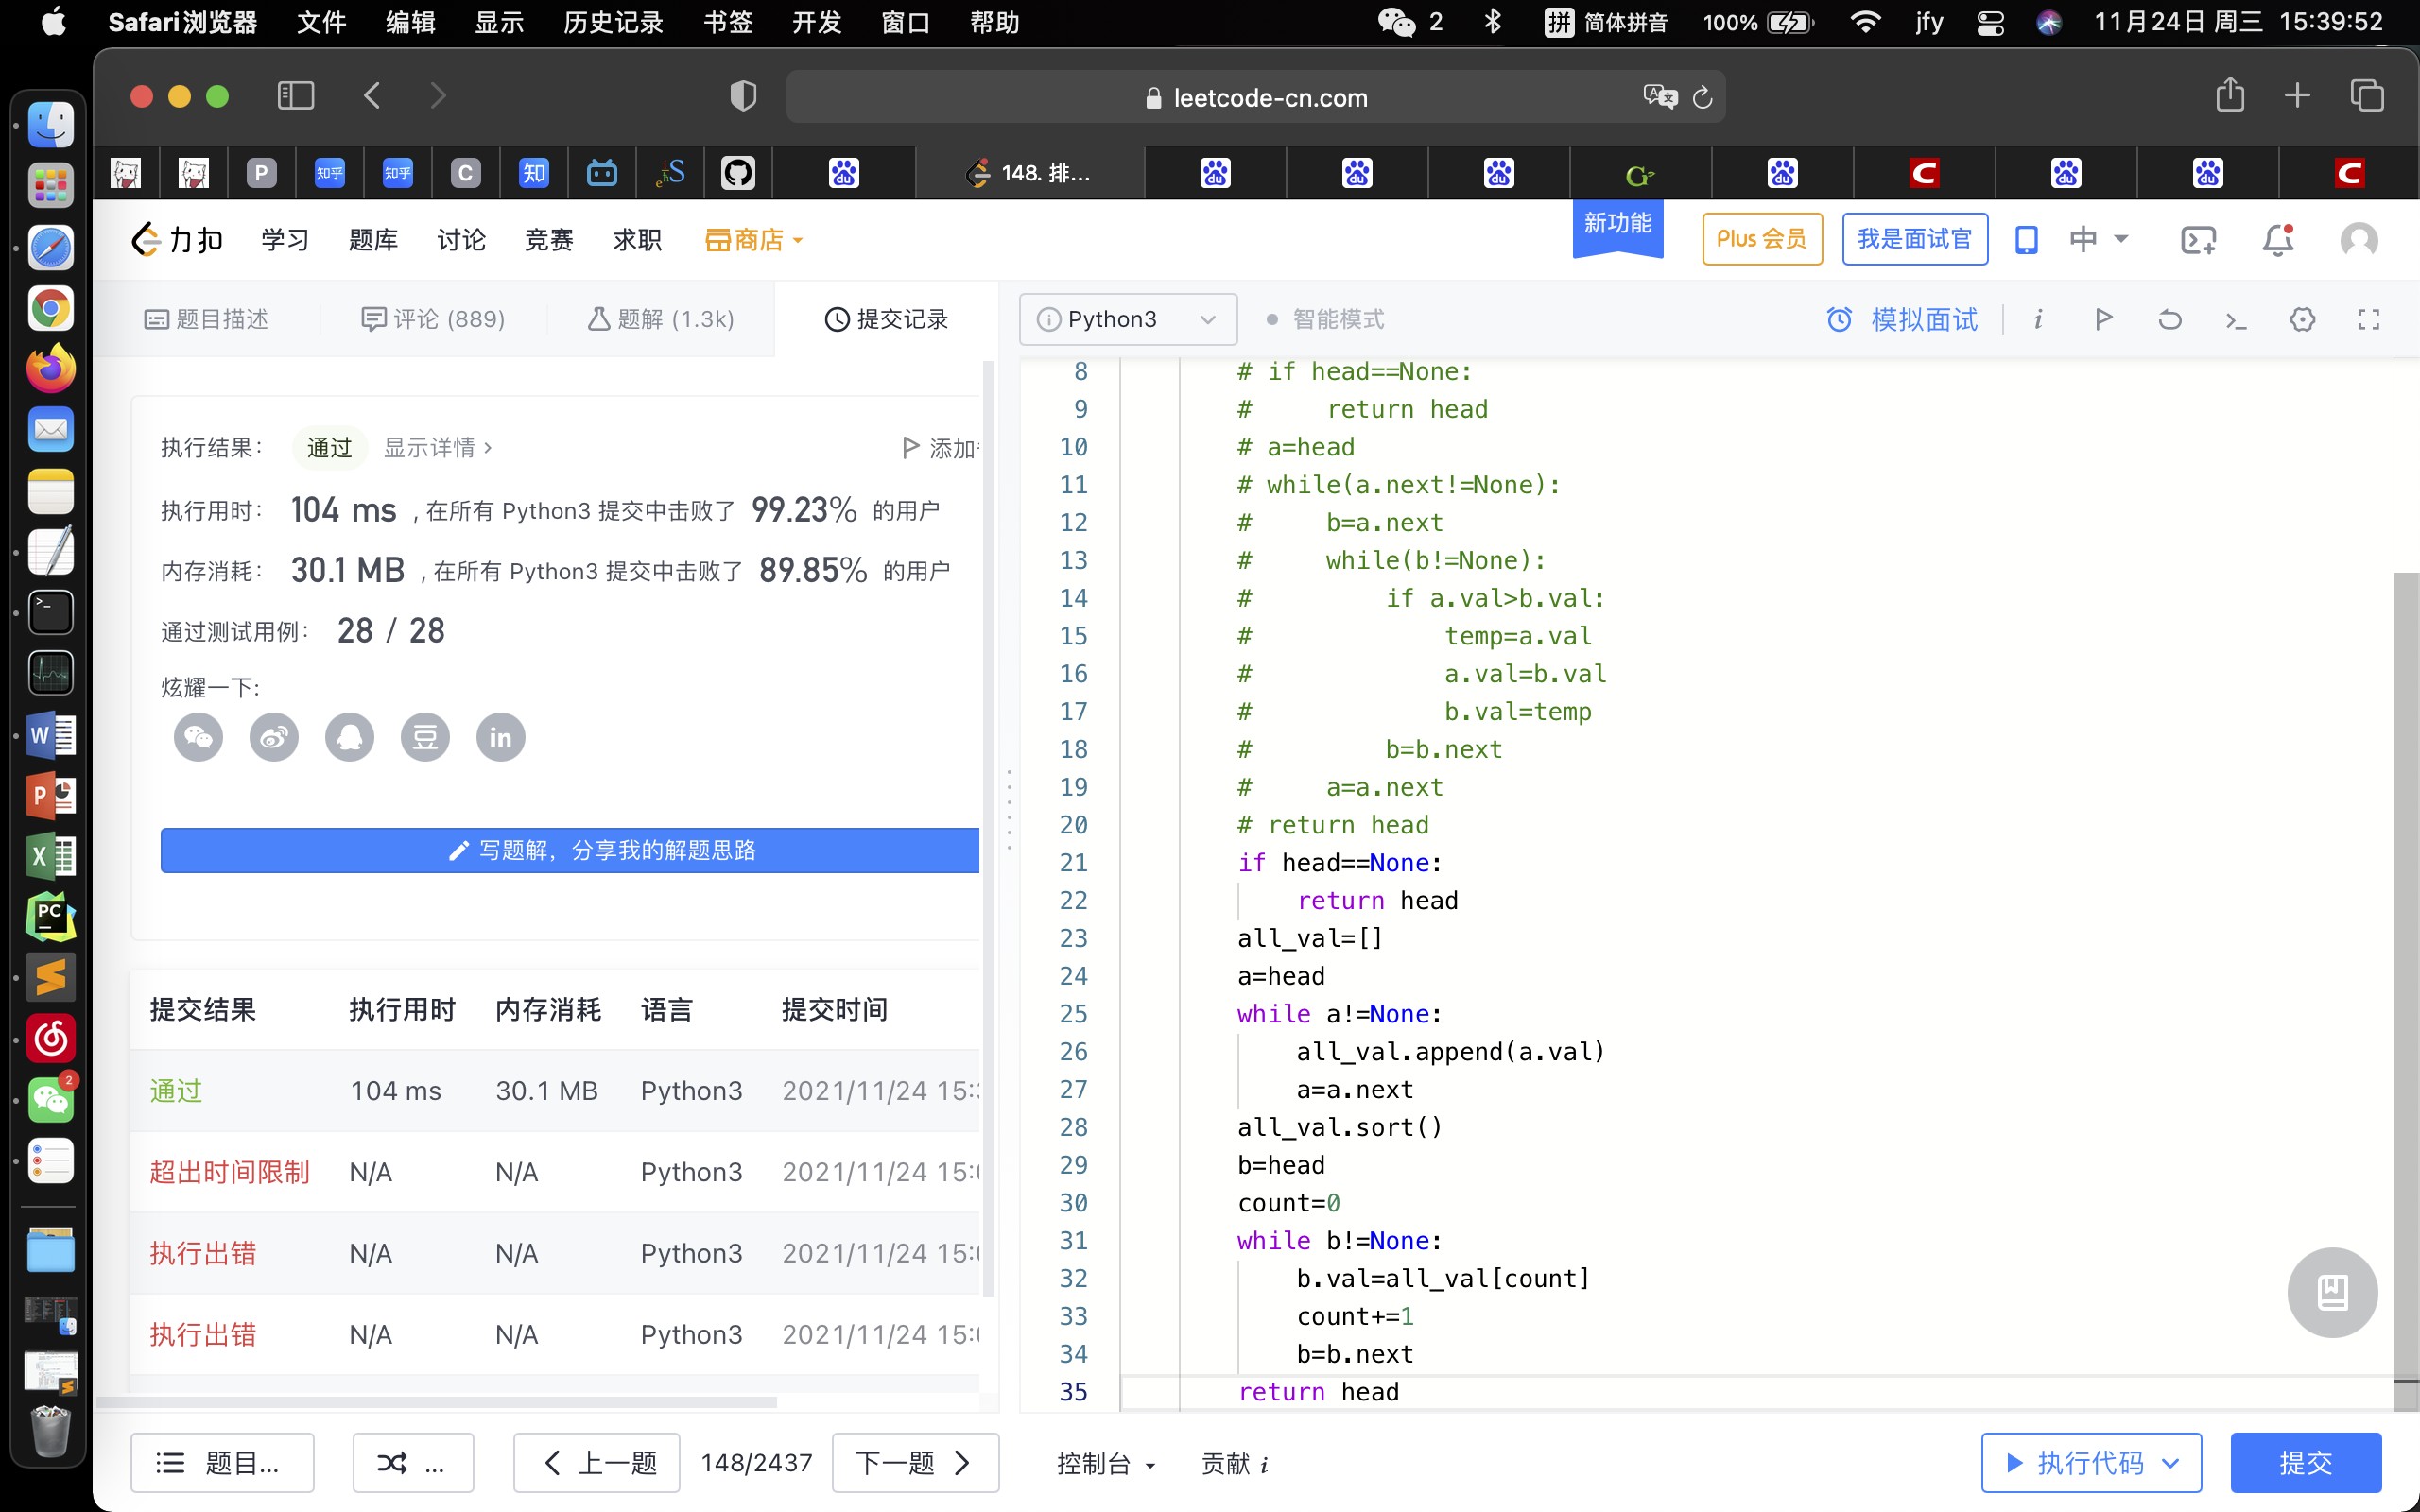 Safari浏览器 文件 编辑 显示 历史记录 书签 开发 窗口 帮助 2 拼 简体拼音 100% jfy 11月24日 周三 15:39:52
leetcode-cn.com
P 知乎 知乎 C 知 148. 排...
力扣 学习 题库 讨论 竞赛 求职 商店 新功能 Plus 会员 我是面试官 中
题目描述 评论 (889) 题解 (1.3k) 提交记录
Python3 智能模式 模拟面试
执行结果： 通过 显示详情 添加
执行用时： 104 ms , 在所有 Python3 提交中击败了 99.23% 的用户
内存消耗： 30.1 MB , 在所有 Python3 提交中击败了 89.85% 的用户
通过测试用例： 28 / 28
炫耀一下:
写题解，分享我的解题思路
提交结果 执行用时 内存消耗 语言 提交时间
通过 104 ms 30.1 MB Python3 2021/11/24 15:
超出时间限制 N/A N/A Python3 2021/11/24 15:
执行出错 N/A N/A Python3 2021/11/24 15:
执行出错 N/A N/A Python3 2021/11/24 15:
8 # if head==None:
9 #     return head
10 # a=head
11 # while(a.next!=None):
12 #     b=a.next
13 #     while(b!=None):
14 #         if a.val>b.val:
15 #             temp=a.val
16 #             a.val=b.val
17 #             b.val=temp
18 #         b=b.next
19 #     a=a.next
20 # return head
21 if head==None:
22     return head
23 all_val=[]
24 a=head
25 while a!=None:
26     all_val.append(a.val)
27     a=a.next
28 all_val.sort()
29 b=head
30 count=0
31 while b!=None:
32     b.val=all_val[count]
33     count+=1
34     b=b.next
35 return head
题目... ... 上一题 148/2437 下一题 控制台 贡献 i 执行代码 提交